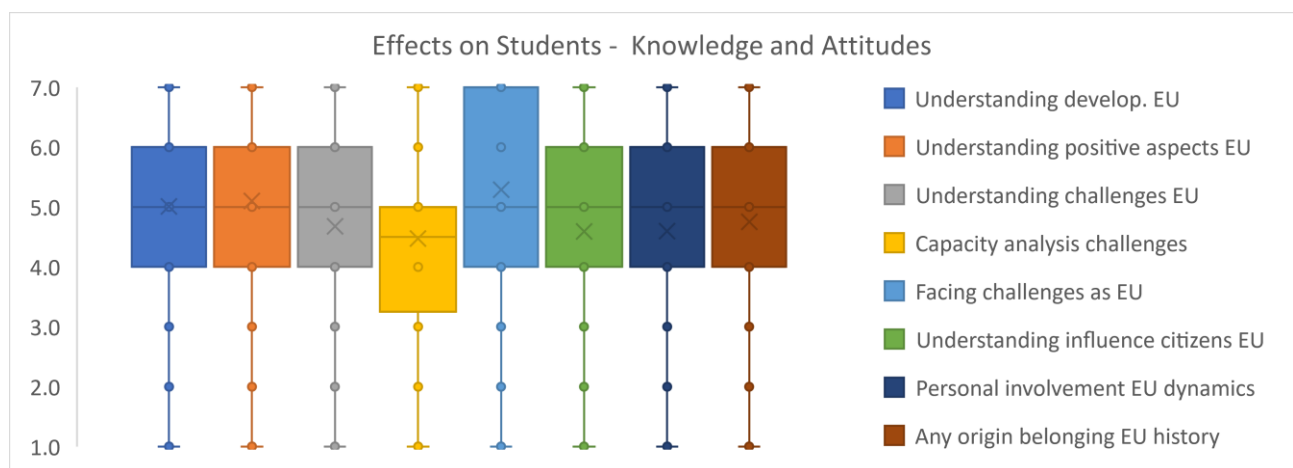 Effects on Students - Knowledge and Attitudes
7.0
6.0
5.0
4.0
3.0
2.0
1.0
Understanding develop. EU
Understanding positive aspects EU
Understanding challenges EU
Capacity analysis challenges
Facing challenges as EU
Understanding influence citizens EU
Personal involvement EU dynamics
Any origin belonging EU history